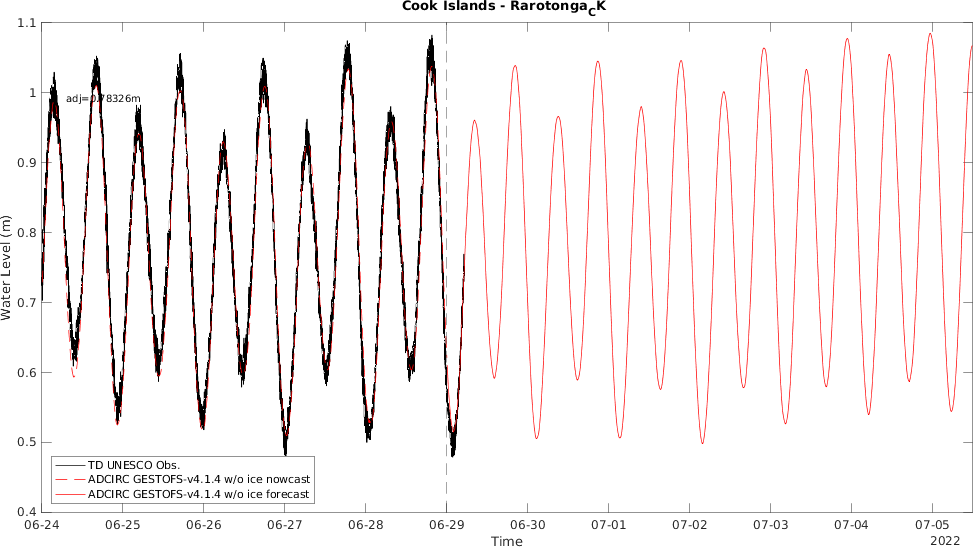 Cook Islands - Rarotonga_CK
1.1
1
0.9
0.8
0.7
0.6
0.5
0.4
Water Level (m)
adj=0.78326m
TD UNESCO Obs.
ADCIRC GESTOFS-v4.1.4 w/o ice nowcast
ADCIRC GESTOFS-v4.1.4 w/o ice forecast
06-24 06-25 06-26 06-27 06-28 06-29 06-30 07-01 07-02 07-03 07-04 07-05
Time
2022